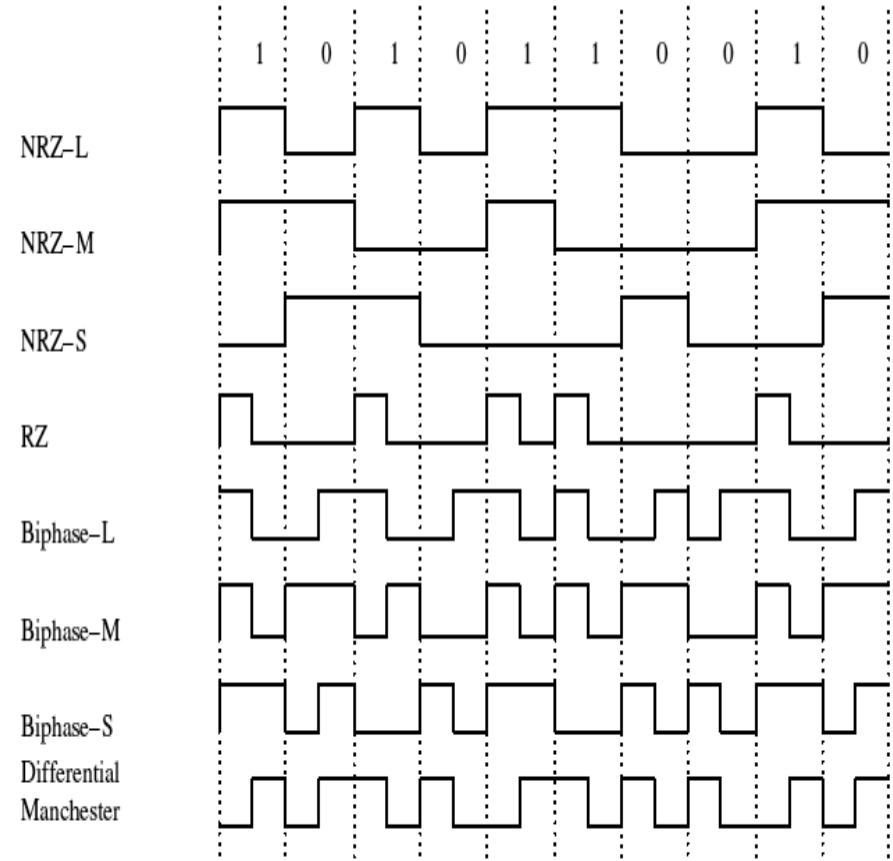 1 0 1 0 1 1 0 0 1 0
NRZ–L
NRZ–M
NRZ–S
RZ
Biphase–L
Biphase–M
Biphase–S
Differential
Manchester